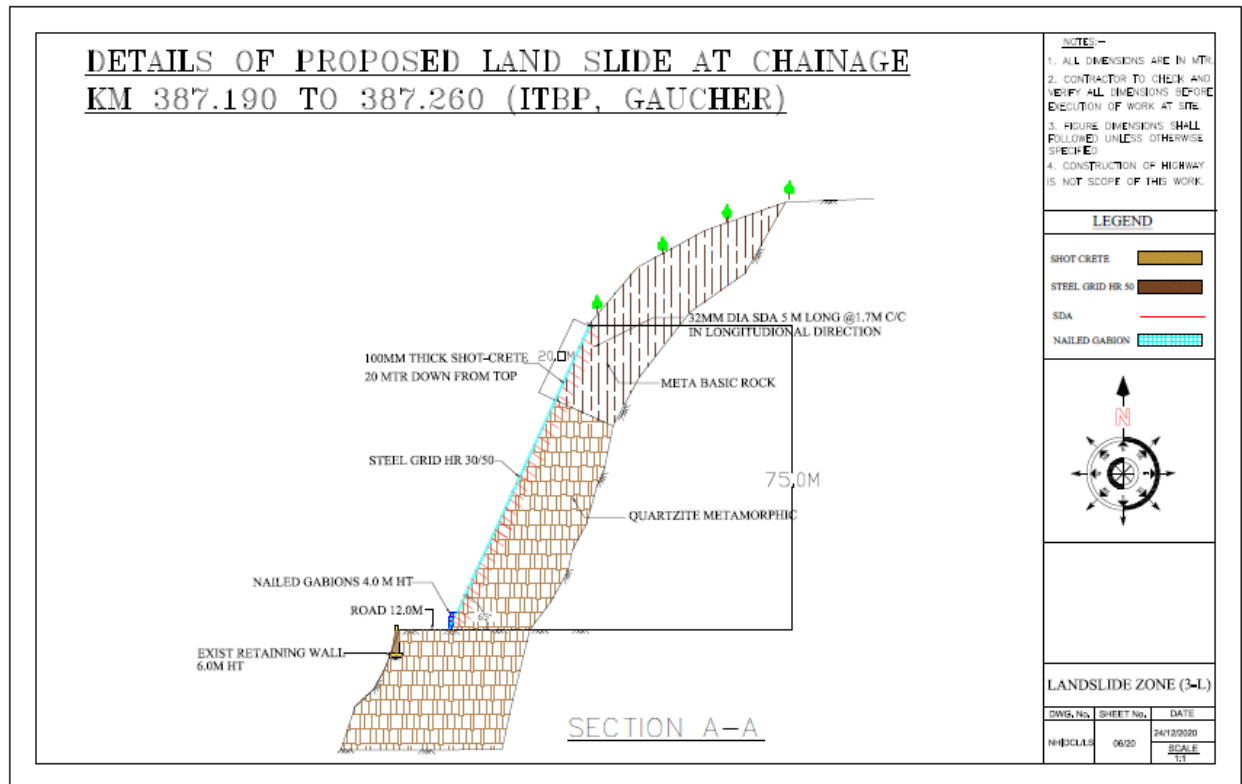 DETAILS OF PROPOSED LAND SLIDE AT CHAINAGE
KM 387.190 TO 387.260 (ITBP, GAUCHER)
32MM DIA SDA 5 M LONG @1.7M C/C
IN LONGITUDIONAL DIRECTION
100MM THICK SHOT-CRETE
20 MTR DOWN FROM TOP
META BASIC ROCK
STEEL GRID HR 30/50
75.0M
QUARTZITE METAMORPHIC
NAILED GABIONS 4.0 M HT
ROAD 12.0M
65°
EXIST RETAINING WALL
6.0M HT
SECTION A-A
NOTES:-
1. ALL DIMENSIONS ARE IN MTR.
2. CONTRACTOR TO CHECK AND
VERIFY ALL DIMENSIONS BEFORE
EXECUTION OF WORK AT SITE.
3. FIGURE DIMENSIONS SHALL
FOLLOWED UNLESS OTHERWISE
SPECIFIED
4. CONSTRUCTION OF HIGHWAY
IS NOT SCOPE OF THIS WORK.
LEGEND
SHOT CRETE
STEEL GRID HR 50
SDA
NAILED GABION
N
LANDSLIDE ZONE (3-L)
DWG. No. SHEET No. DATE
NHIDCL/LS 06/20 24/12/2020
SCALE
1:1